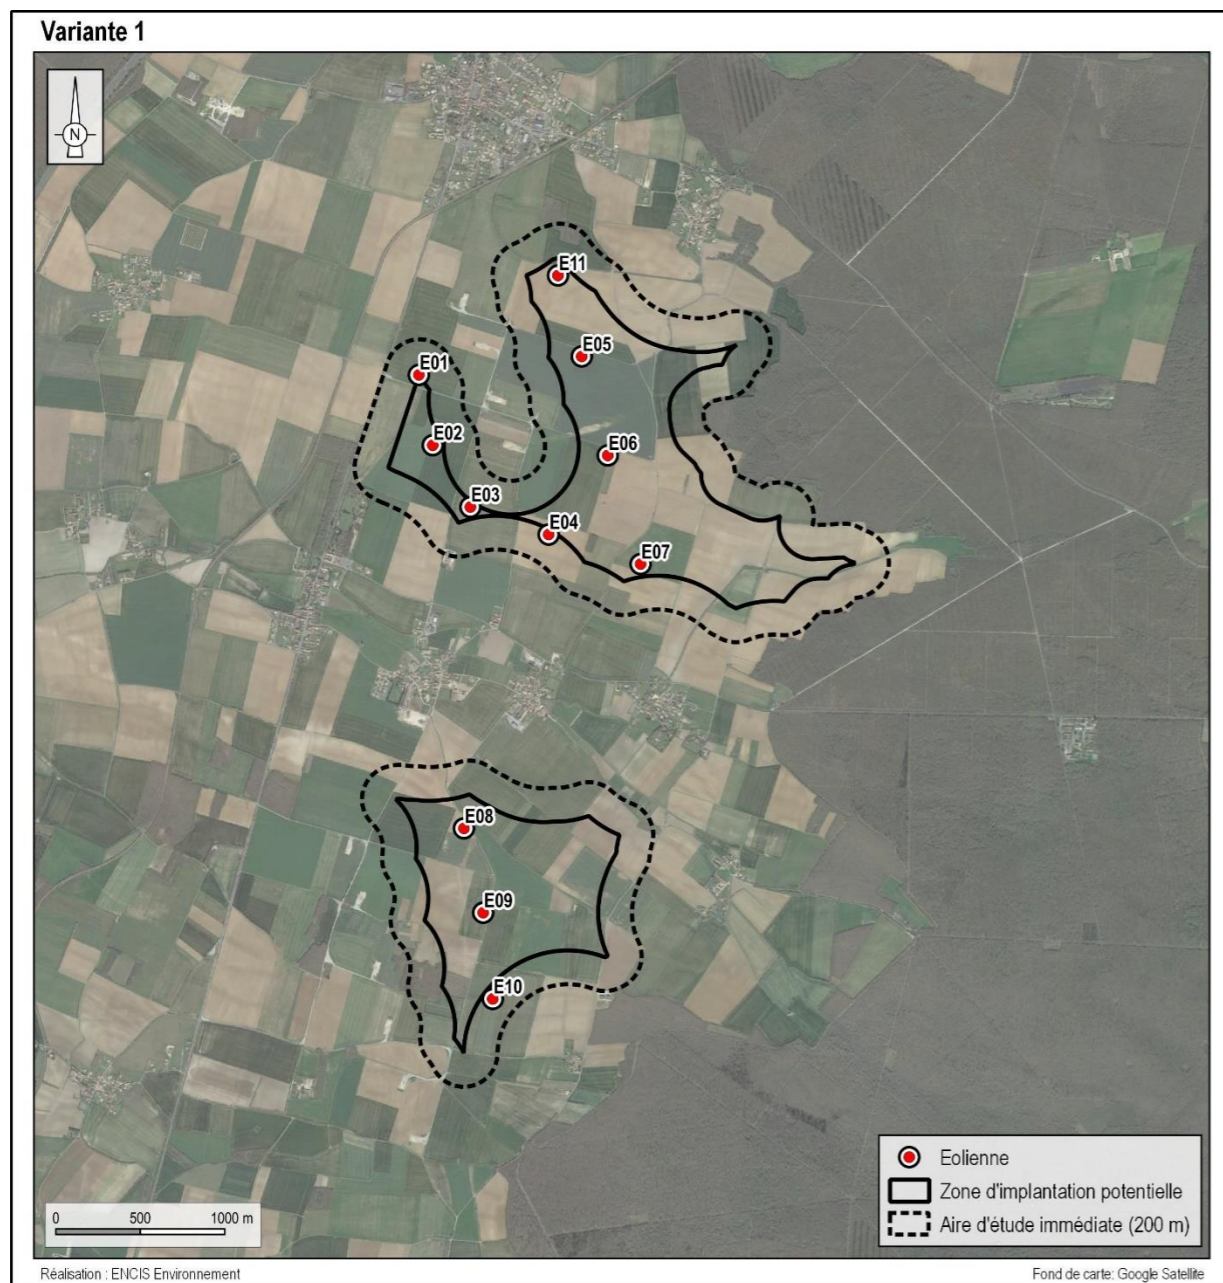 Variante 1
N
E11
E05
E01
E02
E06
E03
E04
E07
E08
E09
E10
Eolienne
Zone d'implantation potentielle
Aire d'étude immédiate (200 m)
0 500 1000 m
Réalisation : ENCIS Environnement
Fond de carte: Google Satellite